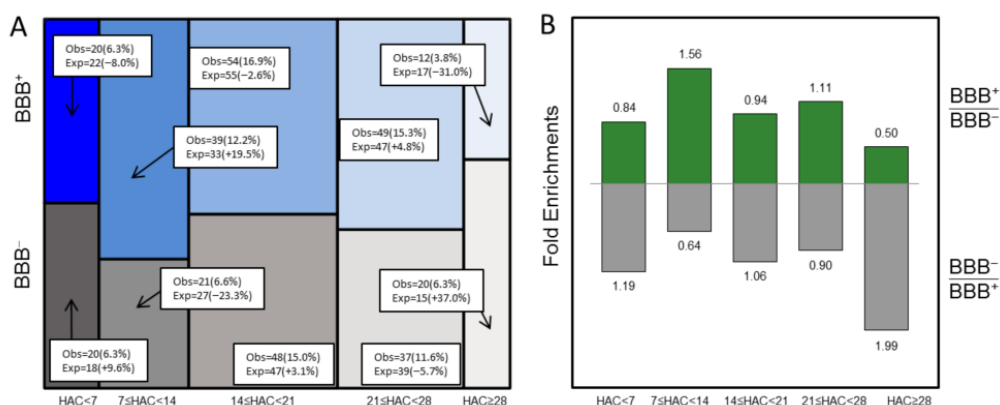 A
BBB⁺
BBB⁻
Obs=20(6.3%)
Exp=22(−8.0%)
Obs=54(16.9%)
Exp=55(−2.6%)
Obs=12(3.8%)
Exp=17(−31.0%)
Obs=39(12.2%)
Exp=33(+19.5%)
Obs=49(15.3%)
Exp=47(+4.8%)
Obs=21(6.6%)
Exp=27(−23.3%)
Obs=20(6.3%)
Exp=15(+37.0%)
Obs=20(6.3%)
Exp=18(+9.6%)
Obs=48(15.0%)
Exp=47(+3.1%)
Obs=37(11.6%)
Exp=39(−5.7%)
HAC<7 7≤HAC<14 14≤HAC<21 21≤HAC<28 HAC≥28
B
Fold Enrichments
0.84 1.56 0.94 1.11 0.50
1.19 0.64 1.06 0.90 1.99
BBB⁺
BBB⁻
BBB⁻
BBB⁺
HAC<7 7≤HAC<14 14≤HAC<21 21≤HAC<28 HAC≥28